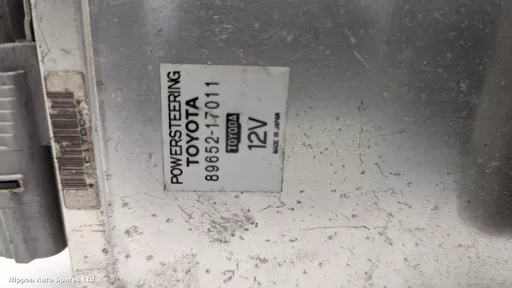 POWERSTEERING
TOYOTA
89652-17011
TOYODA
12V
MADE IN JAPAN
Nippon Auto Spares Ltd